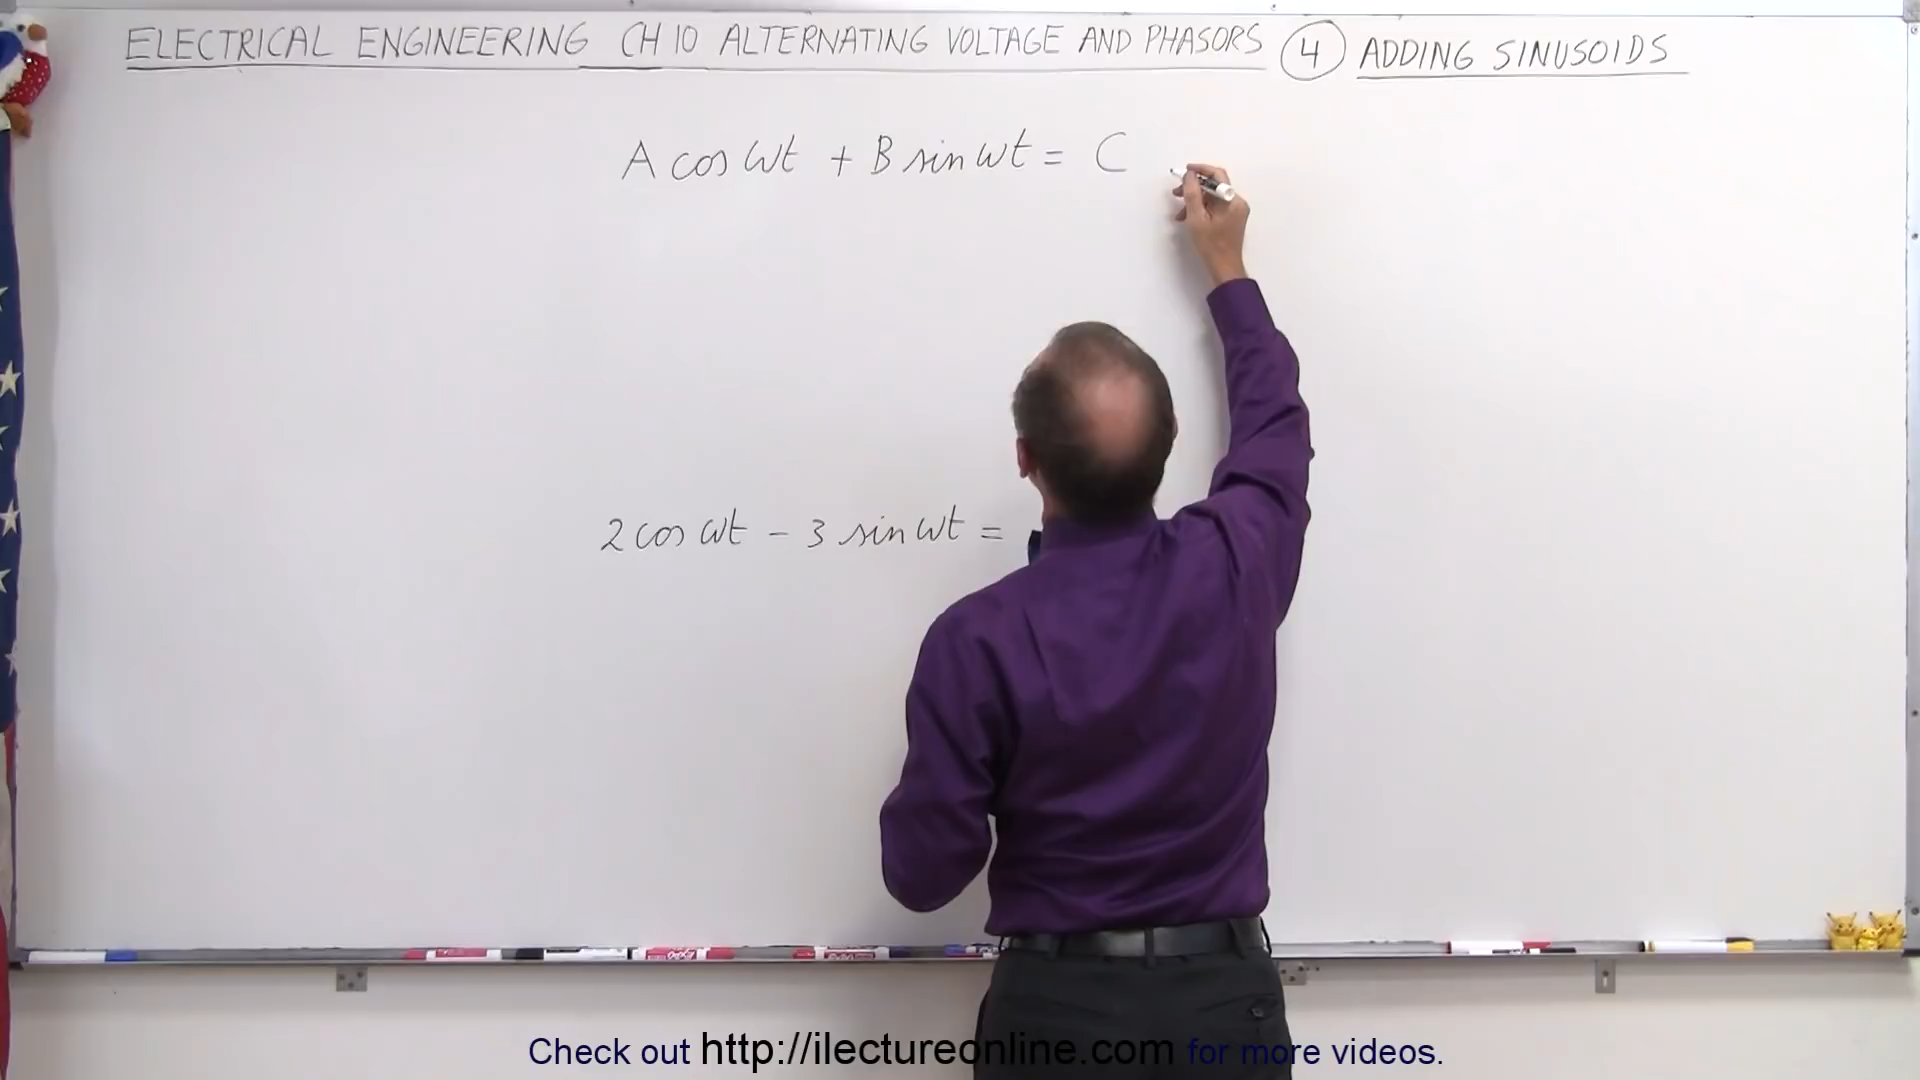 ELECTRICAL ENGINEERING CH 10 ALTERNATING VOLTAGE AND PHASORS 4 ADDING SINUSOIDS
A cos ωt + B sin ωt = C
2 cos ωt - 3 sin ωt =
Check out http://ilectureonline.com for more videos.